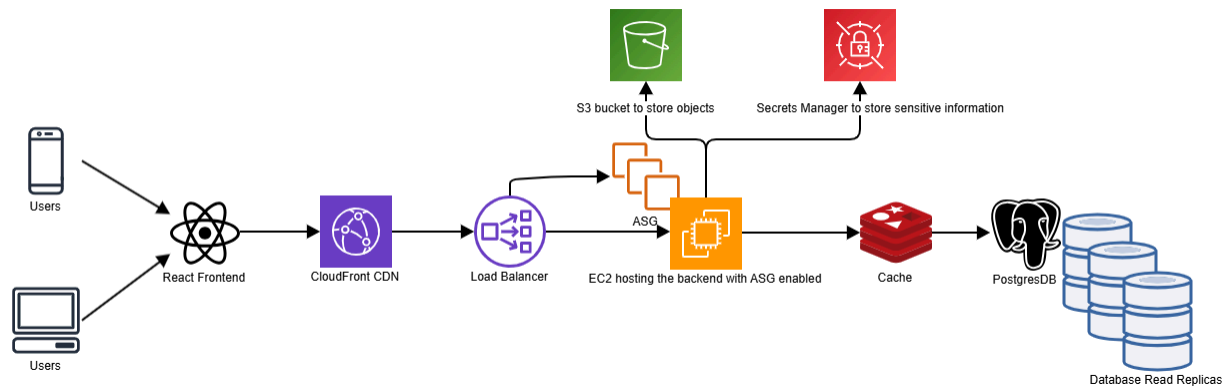 S3 bucket to store objects
Secrets Manager to store sensitive information
Users
ASG
React Frontend
CloudFront CDN
Load Balancer
EC2 hosting the backend with ASG enabled
Cache
PostgresDB
Users
Database Read Replicas